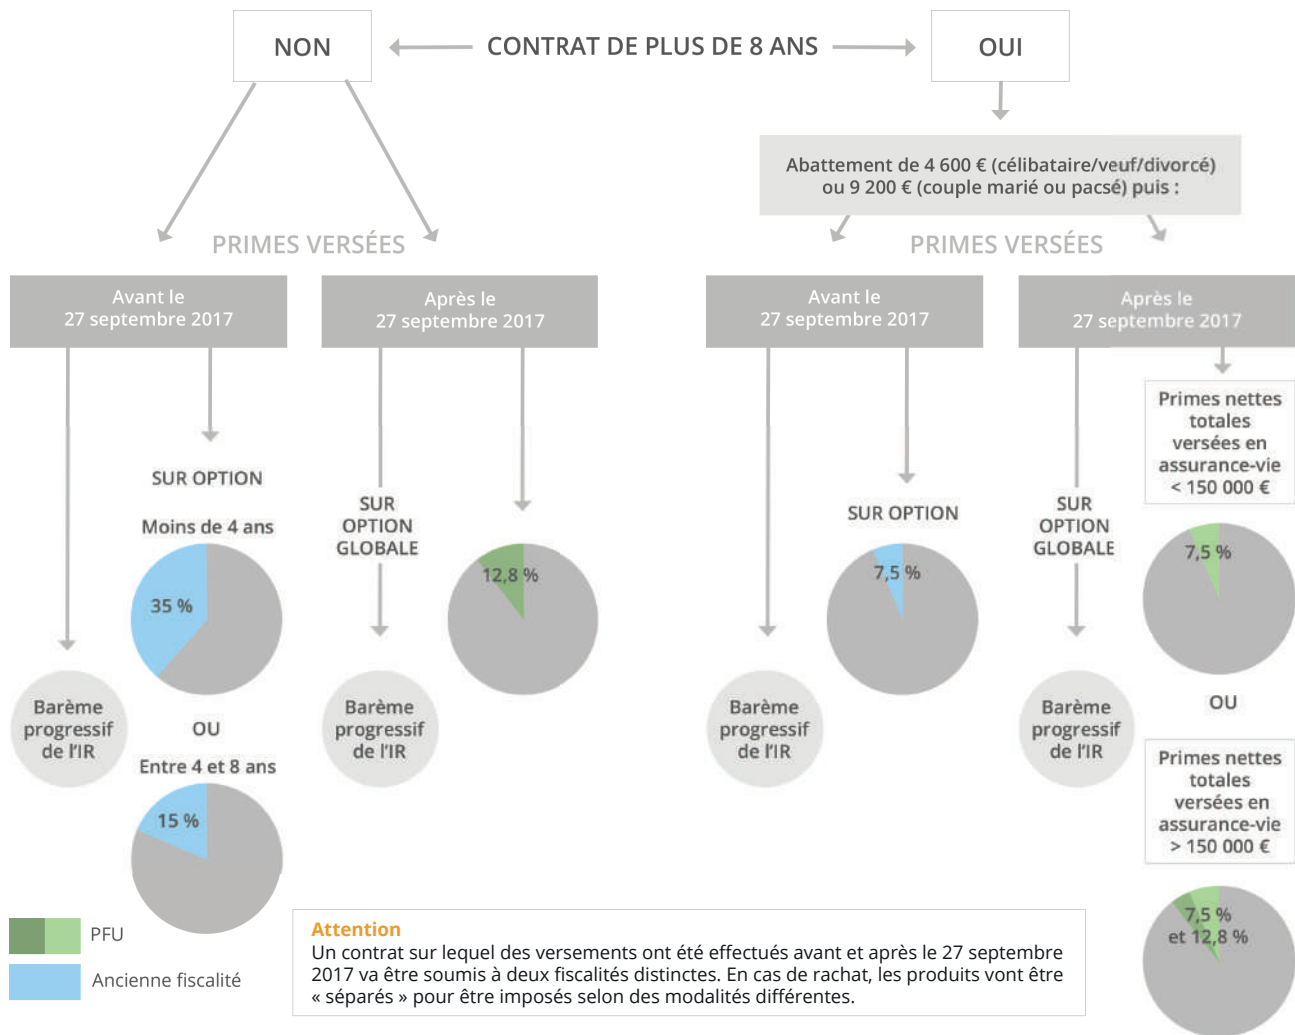 NON
CONTRAT DE PLUS DE 8 ANS
OUI
Abattement de 4 600 € (célibataire/veuf/divorcé)
ou 9 200 € (couple marié ou pacsé) puis :
PRIMES VERSÉES
PRIMES VERSÉES
Avant le
27 septembre 2017
Après le
27 septembre 2017
Avant le
27 septembre 2017
Après le
27 septembre 2017
SUR OPTION
Moins de 4 ans
35 %
OU
Entre 4 et 8 ans
15 %
Barème
progressif
de l'IR
SUR
OPTION
GLOBALE
Barème
progressif
de l'IR
12,8 %
Barème
progressif
de l'IR
SUR OPTION
7,5 %
SUR
OPTION
GLOBALE
Barème
progressif
de l'IR
Primes nettes
totales
versées en
assurance-vie
< 150 000 €
7,5 %
OU
Primes nettes
totales
versées en
assurance-vie
> 150 000 €
7,5 %
et 12,8 %
PFU
Ancienne fiscalité
Attention
Un contrat sur lequel des versements ont été effectués avant et après le 27 septembre
2017 va être soumis à deux fiscalités distinctes. En cas de rachat, les produits vont être
« séparés » pour être imposés selon des modalités différentes.